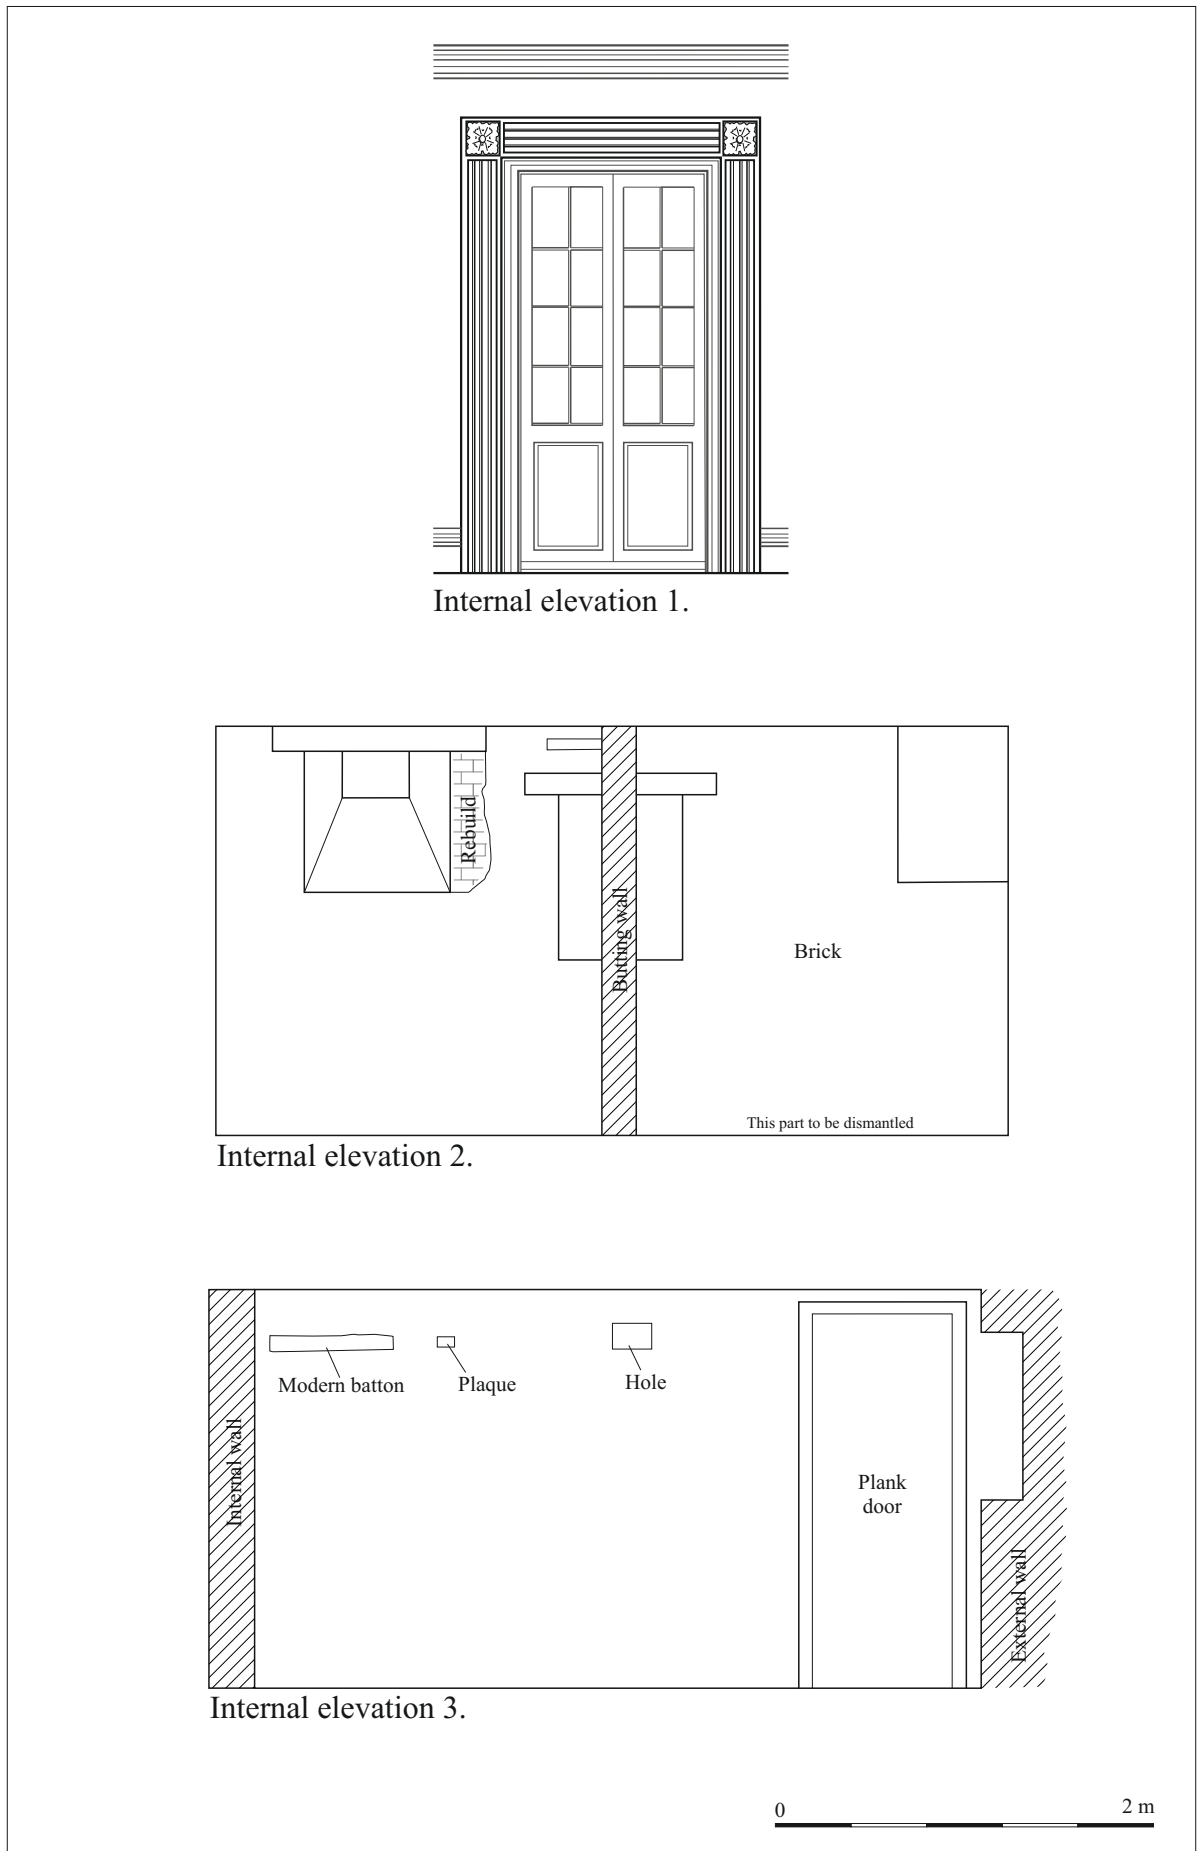 Internal elevation 1.
Rebuild
Butting wall
Brick
This part to be dismantled
Internal elevation 2.
Modern batton
Plaque
Hole
Internal wall
Plank
door
External wall
Internal elevation 3.
0
2 m